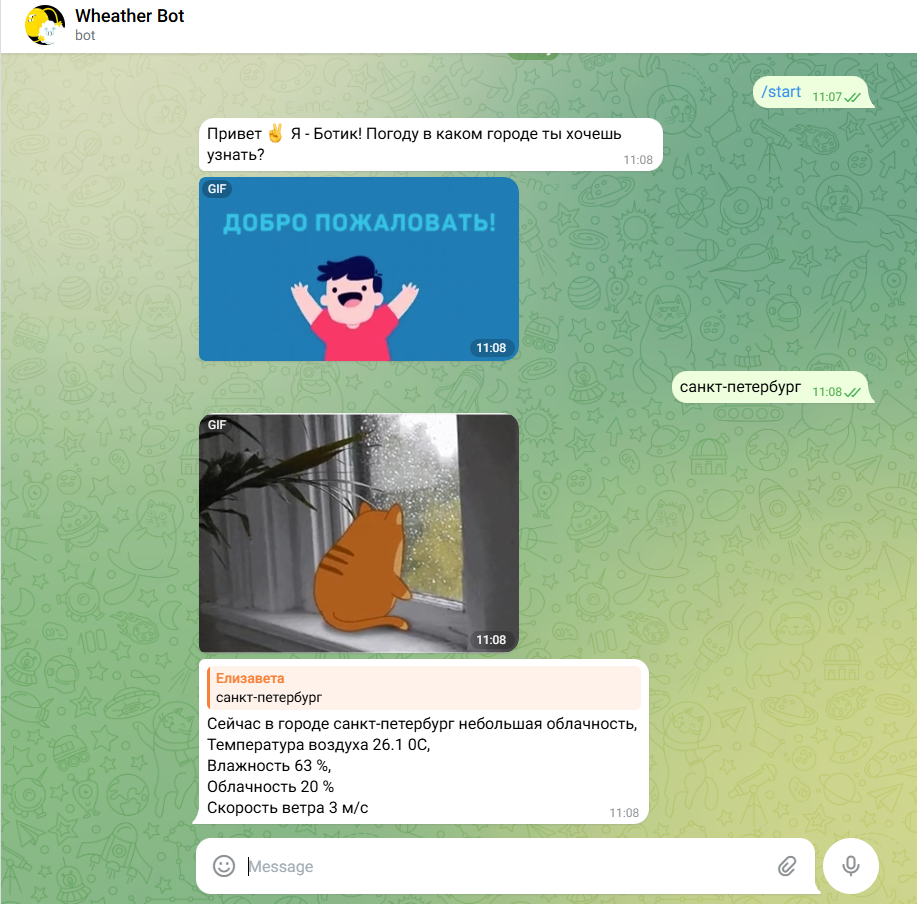 Wheather Bot
bot
/start 11:07
Привет ✌ Я - Ботик! Погоду в каком городе ты хочешь
узнать? 11:08
GIF
ДОБРО ПОЖАЛОВАТЬ!
11:08
санкт-петербург 11:08
GIF
11:08
Елизавета
санкт-петербург
Сейчас в городе санкт-петербург небольшая облачность,
Температура воздуха 26.1 0С,
Влажность 63 %,
Облачность 20 %
Скорость ветра 3 м/с 11:08
Message